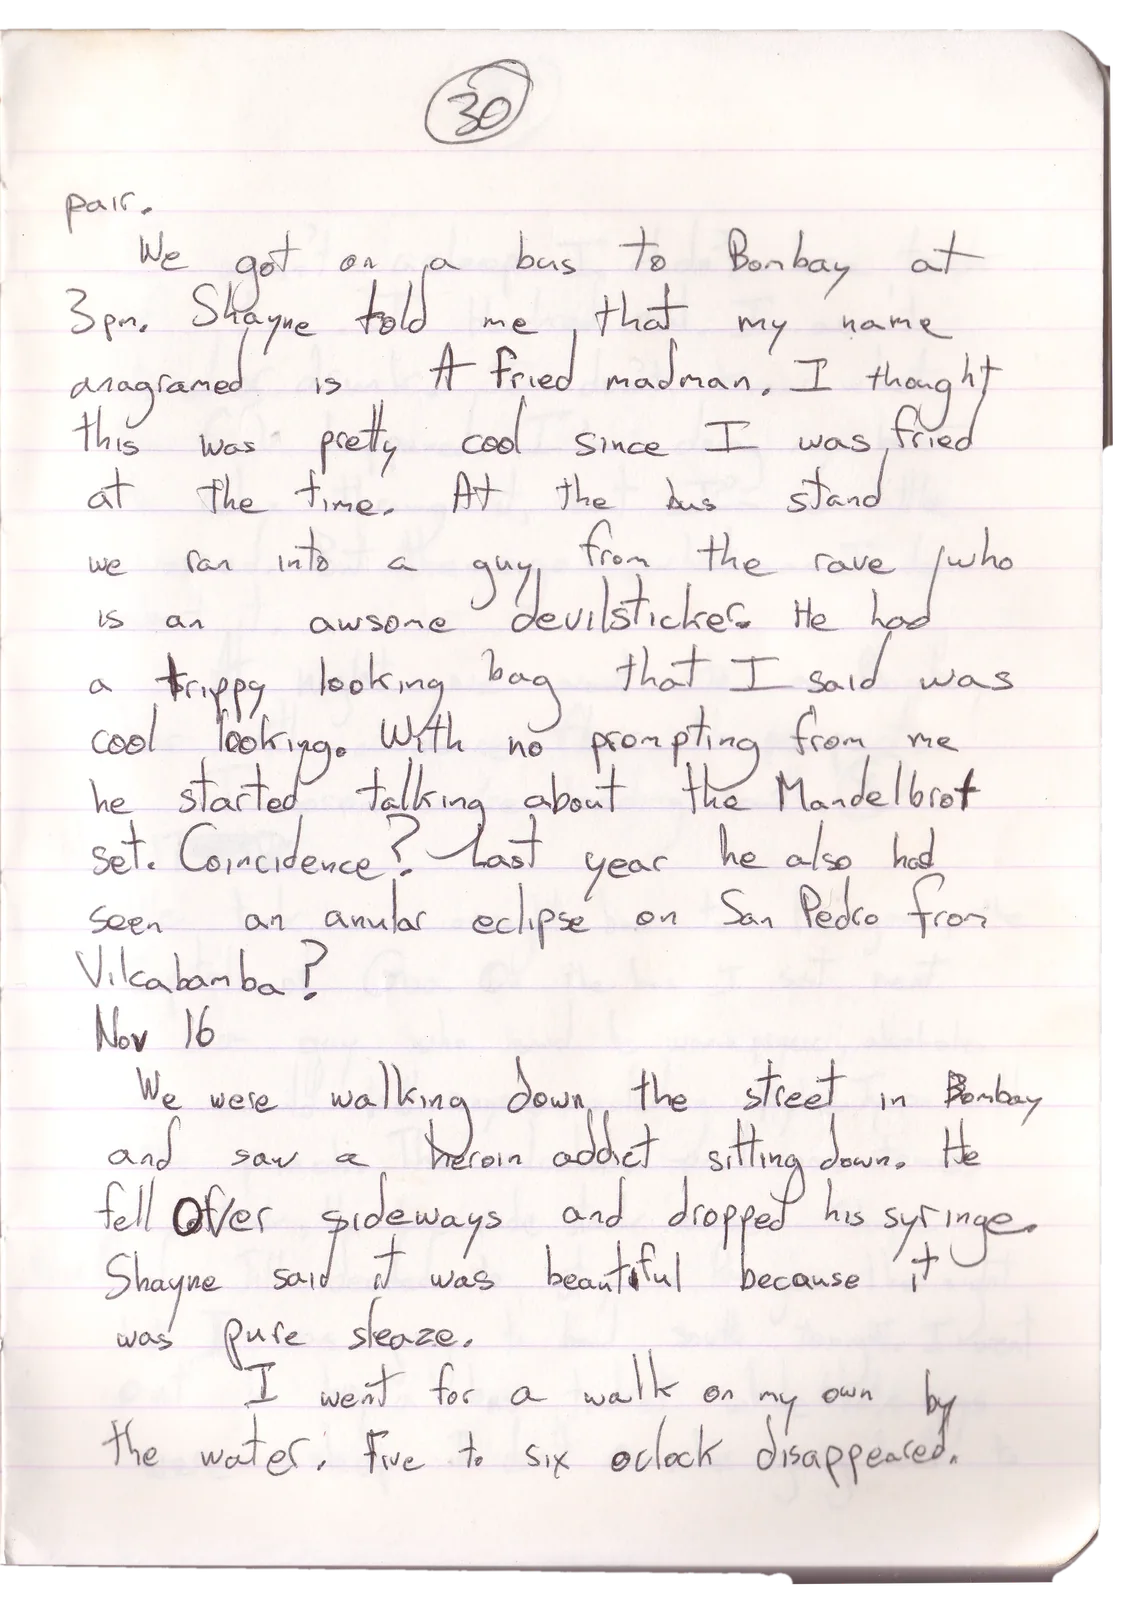 30
pair.
We got on a bus to Bombay at
3pm. Shayne told me that my name
anagramed is A fried madman. I thought
this was pretty cool since I was fried
at the time. At the bus stand
we ran into a guy from the rave who
is an awsome devilsticker. He had
a trippy looking bag that I said was
cool looking. With no prompting from me
he started talking about the Mandelbrot
set. Coincidence? Last year he also had
seen an anular eclipse on San Pedro from
Vilcabamba?
Nov 16
We were walking down the street in Bombay
and saw a heroin addict sitting down. He
fell over sideways and dropped his syringe.
Shayne said it was beautiful because it
was pure sleaze.
I went for a walk on my own by
the water. Five to six oclock disappeared.